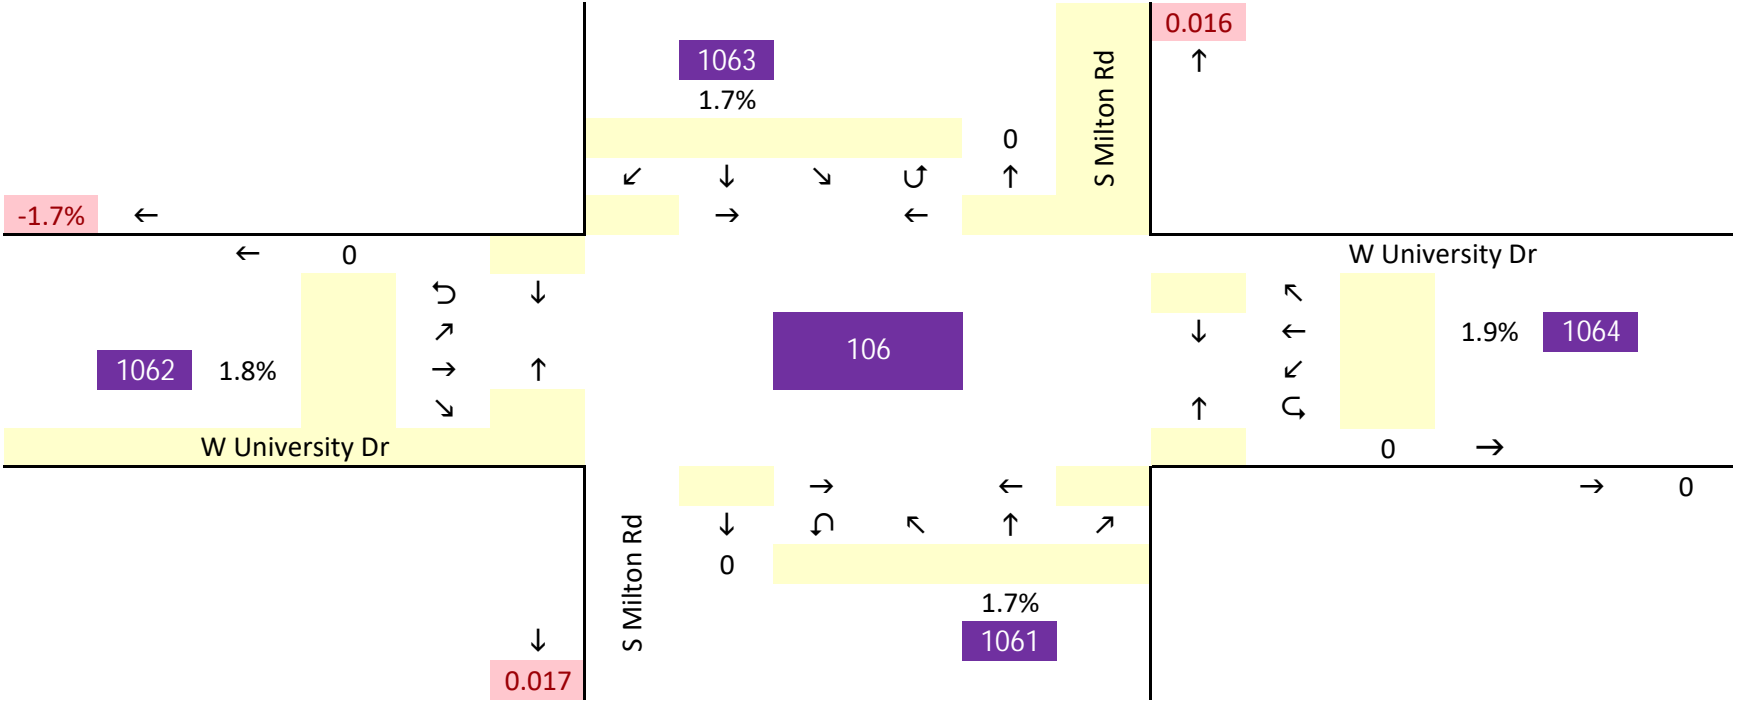 0.016
1063
↑
1.7%
S Milton Rd
0
↙ ↓ ↘ ⮍ ↑
-1.7% ← → ←
← 0 W University Dr
⮌ ↓ ↖
↗ ↓ ← 1.9% 1064
106
1062 1.8% → ↑ ↙
↘ ↑ ⮎
W University Dr 0 →
→ ← → 0
↓ ⮏ ↖ ↑ ↗
S Milton Rd
0
1.7%
↓ 1061
0.017